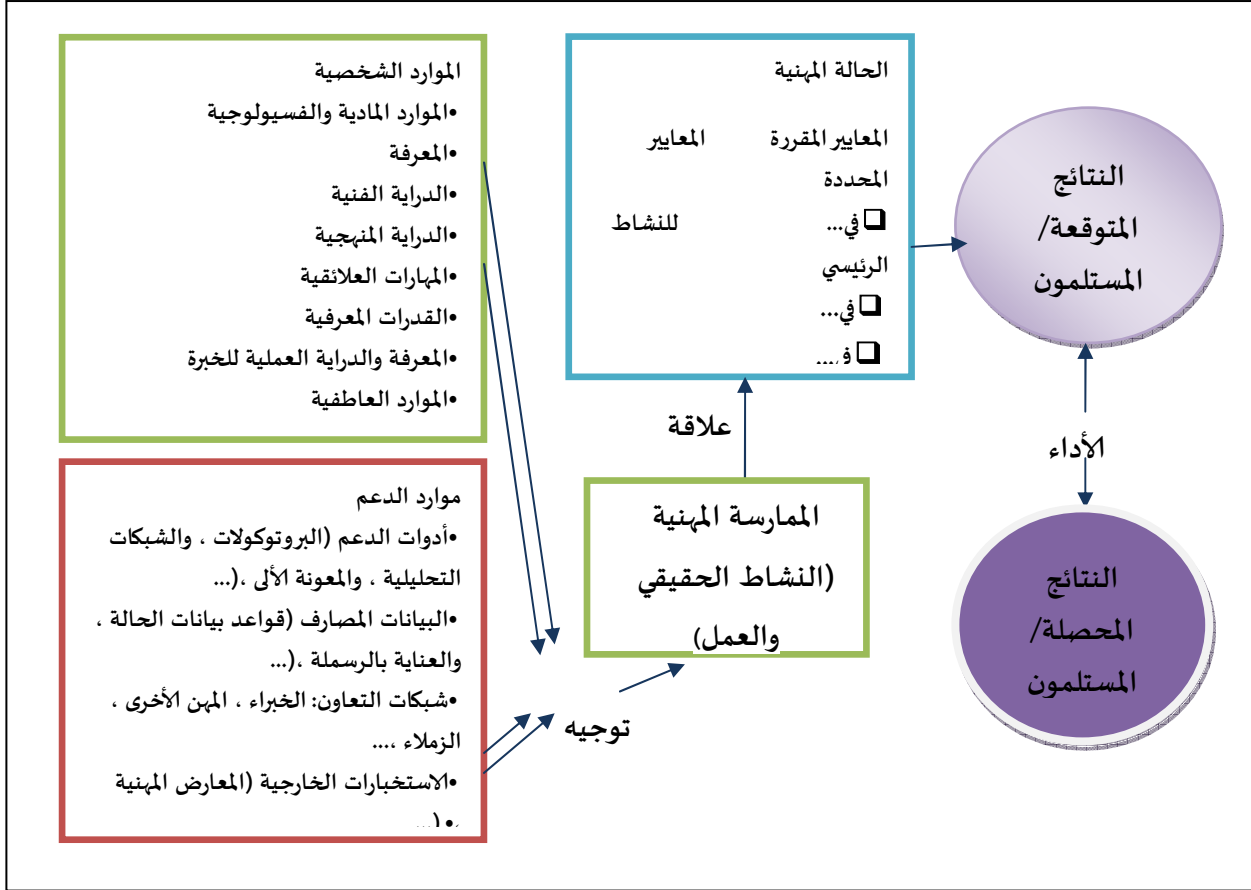 الموارد الشخصية
•الموارد المادية والفسيولوجية
•المعرفة
•الدراية الفنية
•الدراية المنهجية
•المهارات العلائقية
•القدرات المعرفية
•المعرفة والدراية العملية للخبرة
•الموارد العاطفية
موارد الدعم
•أدوات الدعم (البروتوكولات ، والشبكات
التحليلية ، والمعونة الألى ،(...
•البيانات المصارف (قواعد بيانات الحالة ،
والعناية بالرسملة ،(...
•شبكات التعاون: الخبراء ، المهن الأخرى ،
الزملاء ،...
•الاستخبارات الخارجية (المعارض المهنية
،•(...
الحالة المهنية
المعايير المقررة المعايير
المحددة
❑ في... للنشاط
الرئيسي
❑ في...
❑ في...
علاقة
الممارسة المهنية
(النشاط الحقيقي
والعمل)
توجيه
النتائج
المتوقعة/
المستلمون
الأداء
النتائج
المحصلة/
المستلمون